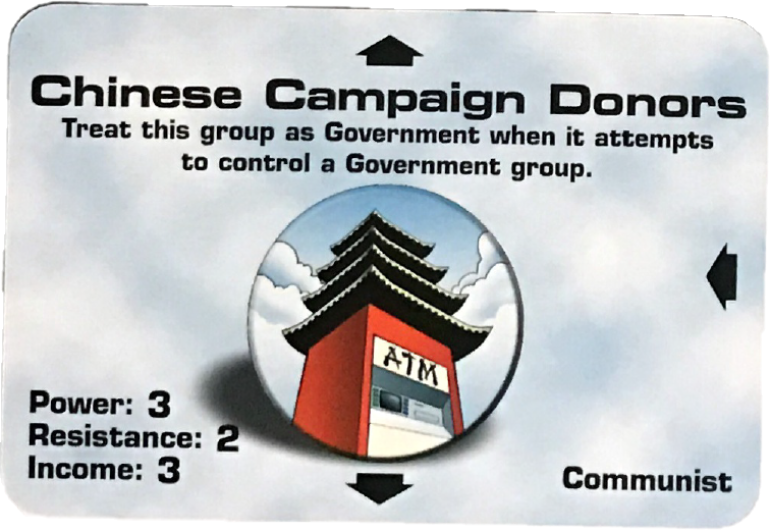 Chinese Campaign Donors
Treat this group as Government when it attempts
to control a Government group.
ATM
Power: 3
Resistance: 2
Income: 3
Communist